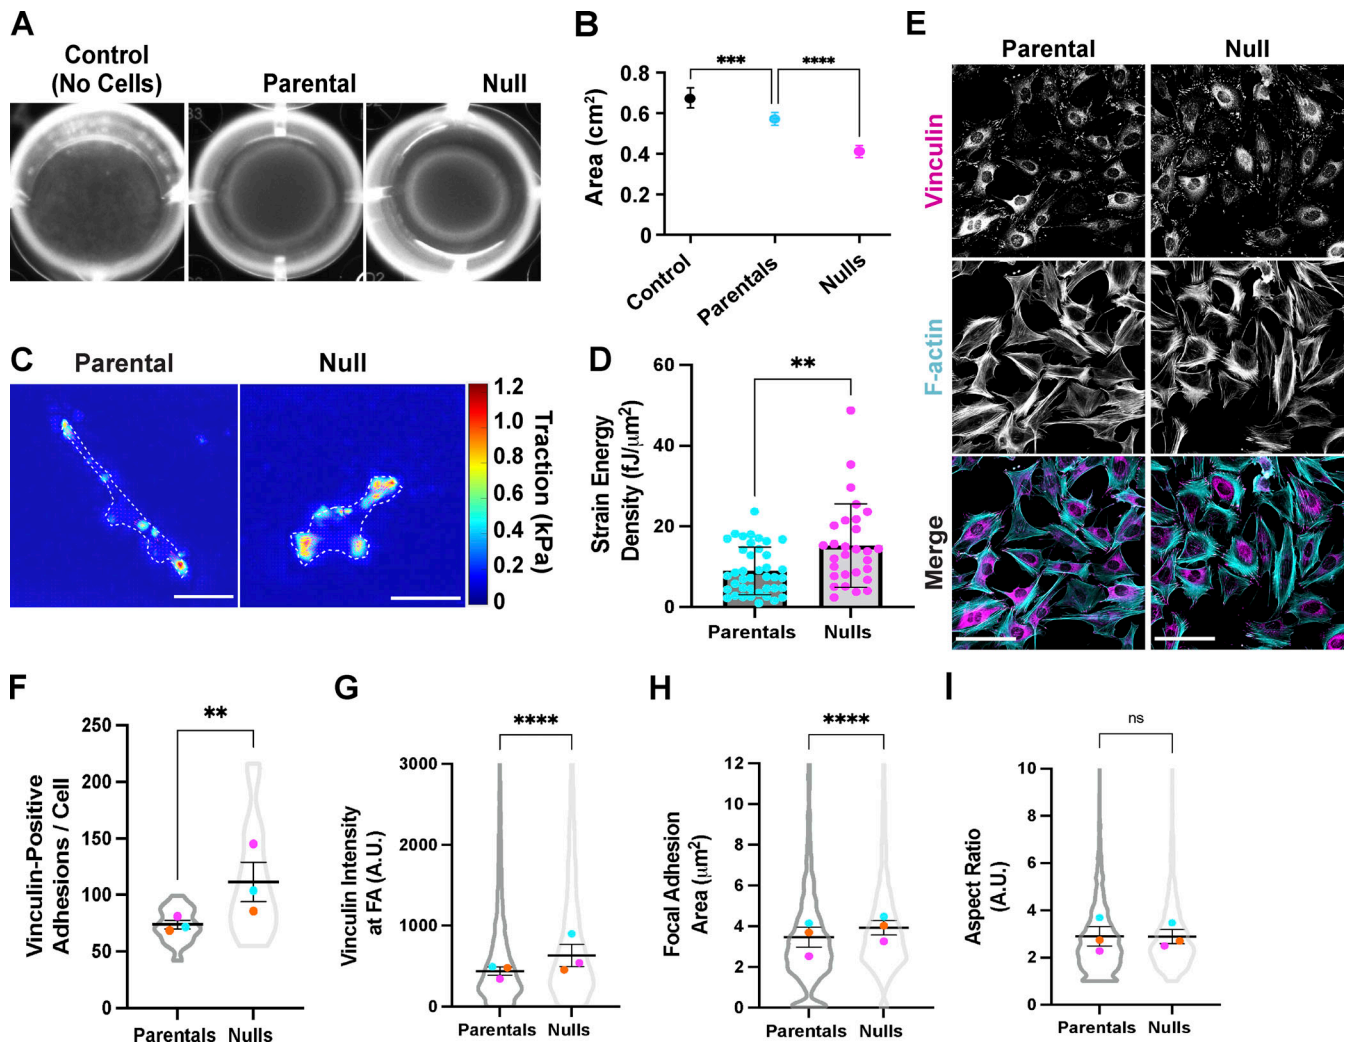 A
Control
(No Cells)
Parental
Null
B
Area (cm²)
0.8
0.6
0.4
0.2
0
***
****
Control
Parentals
Nulls
C
Parental
Null
1.2
1.0
0.8
0.6
0.4
0.2
0
Traction (kPa)
D
Strain Energy
Density (fJ/μm²)
60
40
20
0
**
Parentals
Nulls
E
Parental
Null
Vinculin
F-actin
Merge
F
Vinculin-Positive
Adhesions / Cell
250
200
150
100
50
0
**
Parentals
Nulls
G
Vinculin Intensity
at FA (A.U.)
3000
2000
1000
0
****
Parentals
Nulls
H
Focal Adhesion
Area (μm²)
12
10
8
6
4
2
0
****
Parentals
Nulls
I
Aspect Ratio
(A.U.)
10
8
6
4
2
0
ns
Parentals
Nulls